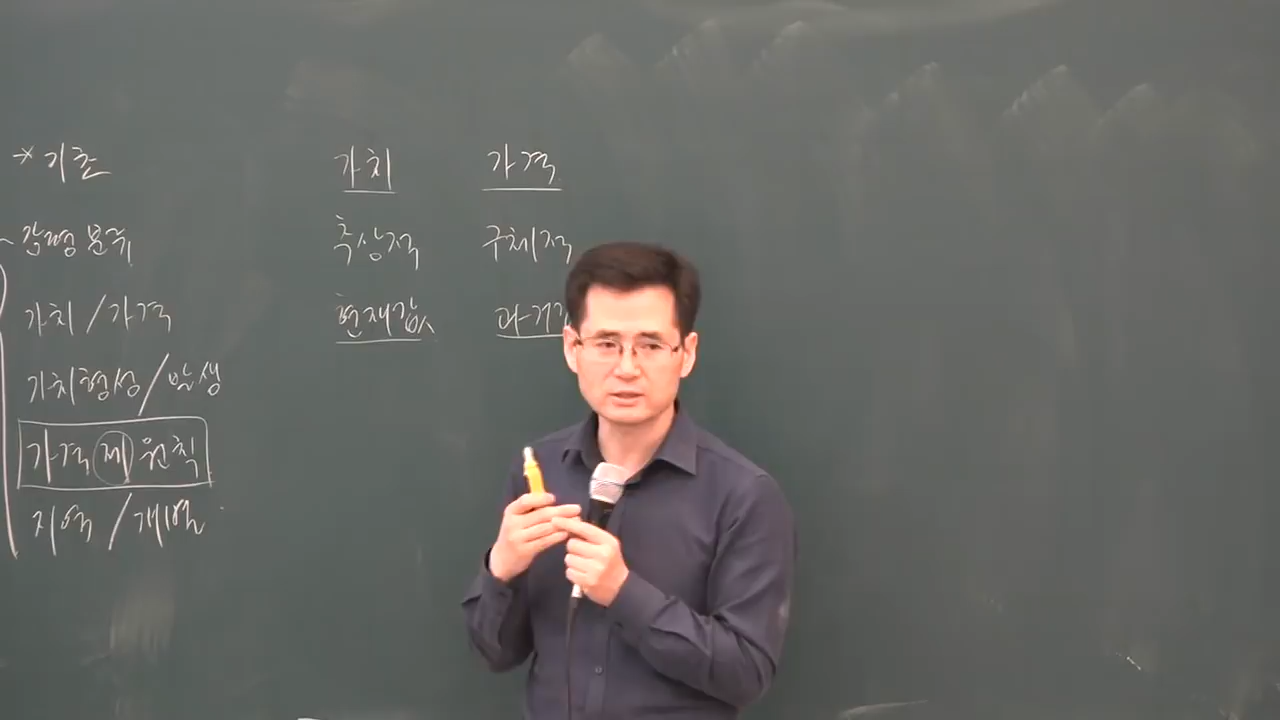 * 기초
감평 분류
가치 / 가격
가치형성 / 발생
가격 제 원칙
지역 / 개별
가치 가격
추상적 구체적
현재값 과거값